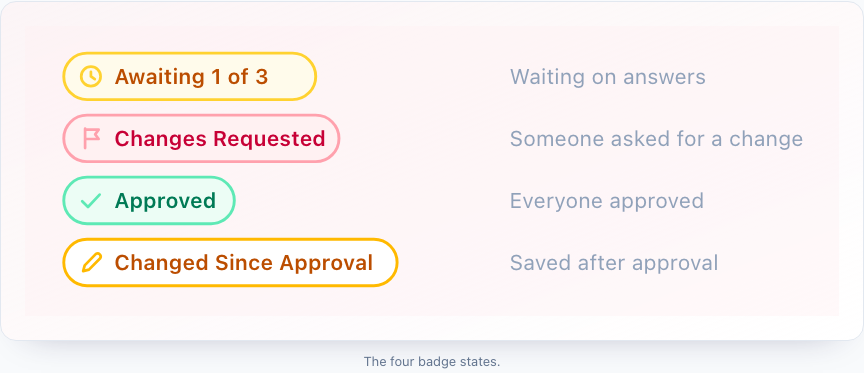 Awaiting 1 of 3 Waiting on answers
Changes Requested Someone asked for a change
Approved Everyone approved
Changed Since Approval Saved after approval
The four badge states.